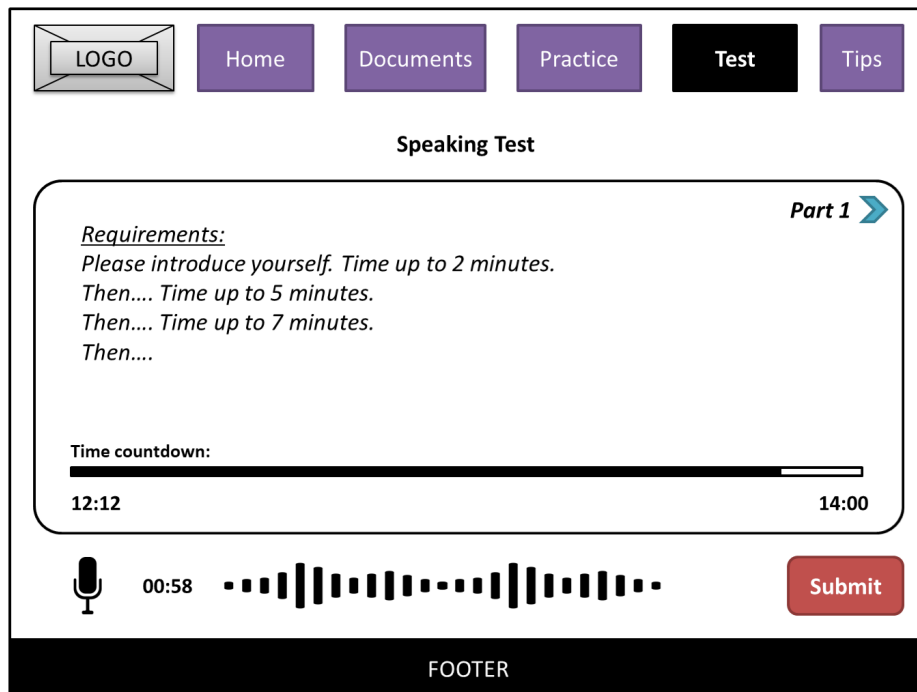 LOGO
Home
Documents
Practice
Test
Tips
Speaking Test
Part 1
Requirements:
Please introduce yourself. Time up to 2 minutes.
Then…. Time up to 5 minutes.
Then…. Time up to 7 minutes.
Then….
Time countdown:
12:12
14:00
00:58
Submit
FOOTER